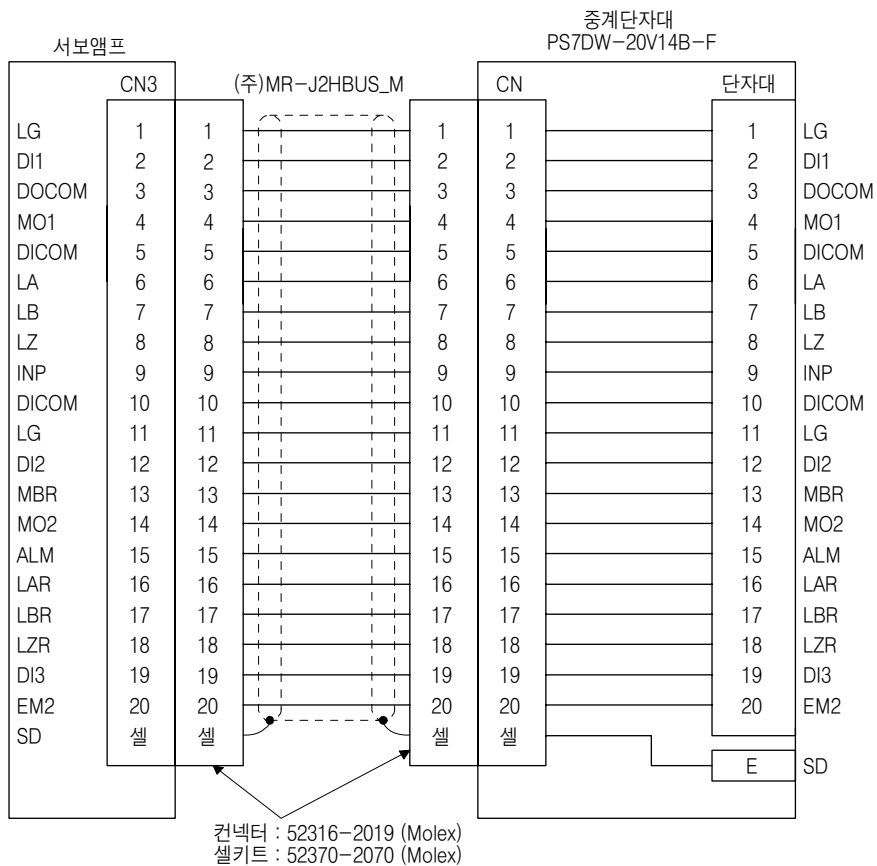 중계단자대
서보앰프 PS7DW-20V14B-F
CN3 (주)MR-J2HBUS_M CN 단자대
LG 1 1 1 1 1 LG
DI1 2 2 2 2 2 DI1
DOCOM 3 3 3 3 3 DOCOM
MO1 4 4 4 4 4 MO1
DICOM 5 5 5 5 5 DICOM
LA 6 6 6 6 6 LA
LB 7 7 7 7 7 LB
LZ 8 8 8 8 8 LZ
INP 9 9 9 9 9 INP
DICOM 10 10 10 10 10 DICOM
LG 11 11 11 11 11 LG
DI2 12 12 12 12 12 DI2
MBR 13 13 13 13 13 MBR
MO2 14 14 14 14 14 MO2
ALM 15 15 15 15 15 ALM
LAR 16 16 16 16 16 LAR
LBR 17 17 17 17 17 LBR
LZR 18 18 18 18 18 LZR
DI3 19 19 19 19 19 DI3
EM2 20 20 20 20 20 EM2
SD 셀 셀 셀 셀
E SD
컨넥터 : 52316-2019 (Molex)
셀키트 : 52370-2070 (Molex)